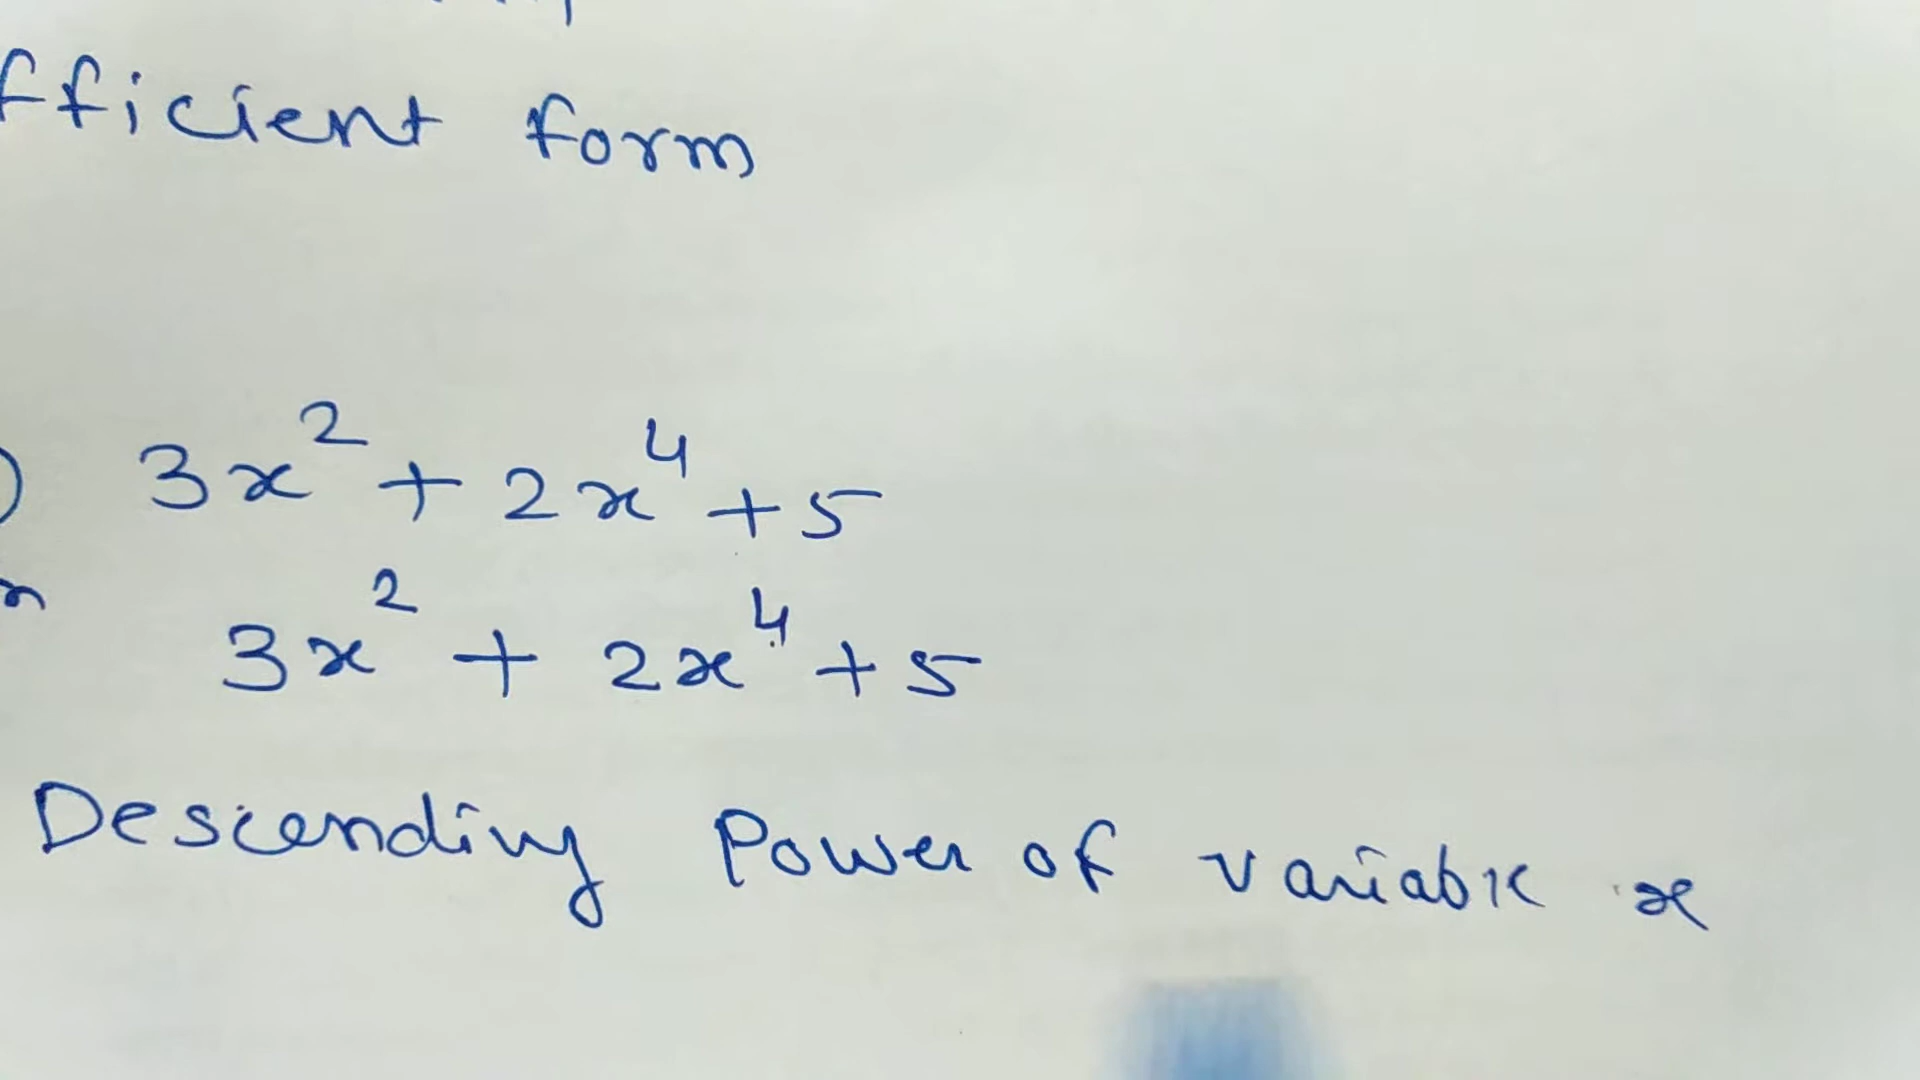 fficient form
) 3x² + 2x⁴ + 5
n 3x² + 2x⁴ + 5
Descending Power of variable x